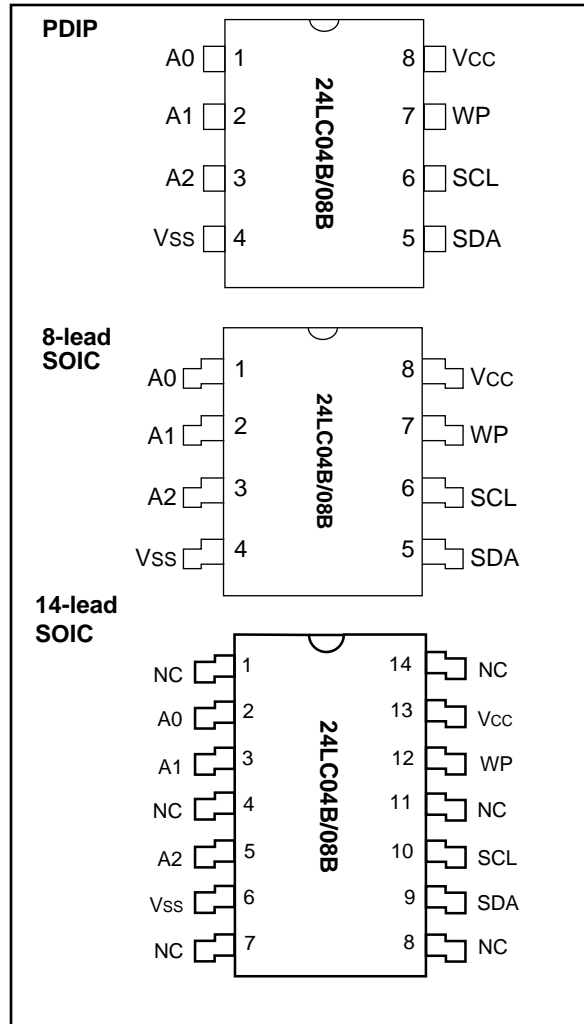 PDIP
A0 1 8 VCC
A1 2 7 WP
A2 3 6 SCL
VSS 4 5 SDA
24LC04B/08B
8-lead
SOIC
A0 1 8 VCC
A1 2 7 WP
A2 3 6 SCL
VSS 4 5 SDA
24LC04B/08B
14-lead
SOIC
NC 1 14 NC
A0 2 13 VCC
A1 3 12 WP
NC 4 11 NC
A2 5 10 SCL
VSS 6 9 SDA
NC 7 8 NC
24LC04B/08B